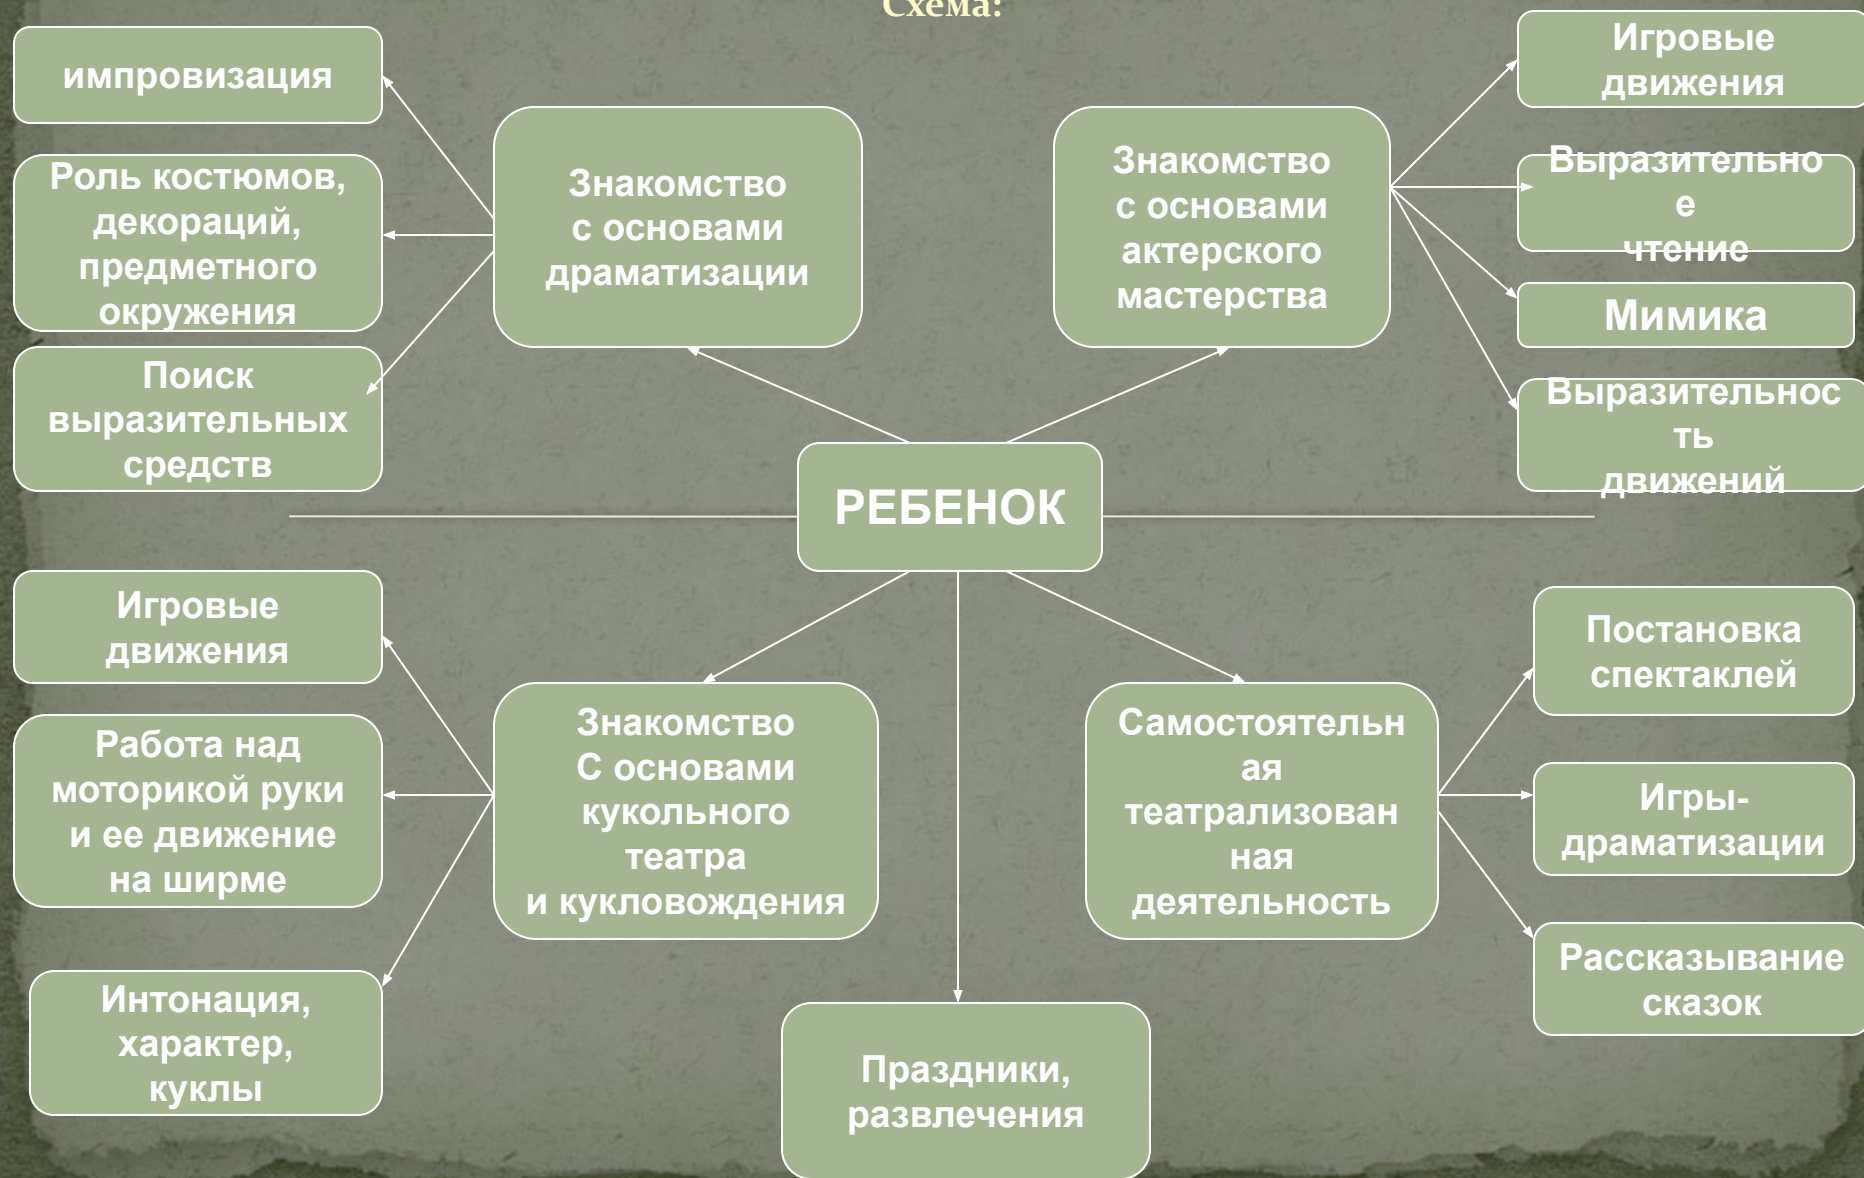 Схема:
импровизация
Роль костюмов,
декораций,
предметного
окружения
Поиск
выразительных
средств
Знакомство
с основами
драматизации
Знакомство
с основами
актерского
мастерства
Игровые
движения
Выразительно
е
чтение
Мимика
Выразительнос
ть
движений
РЕБЕНОК
Игровые
движения
Работа над
моторикой руки
и ее движение
на ширме
Интонация,
характер,
куклы
Знакомство
С основами
кукольного
театра
и кукловождения
Самостоятельн
ая
театрализован
ная
деятельность
Постановка
спектаклей
Игры-
драматизации
Рассказывание
сказок
Праздники,
развлечения